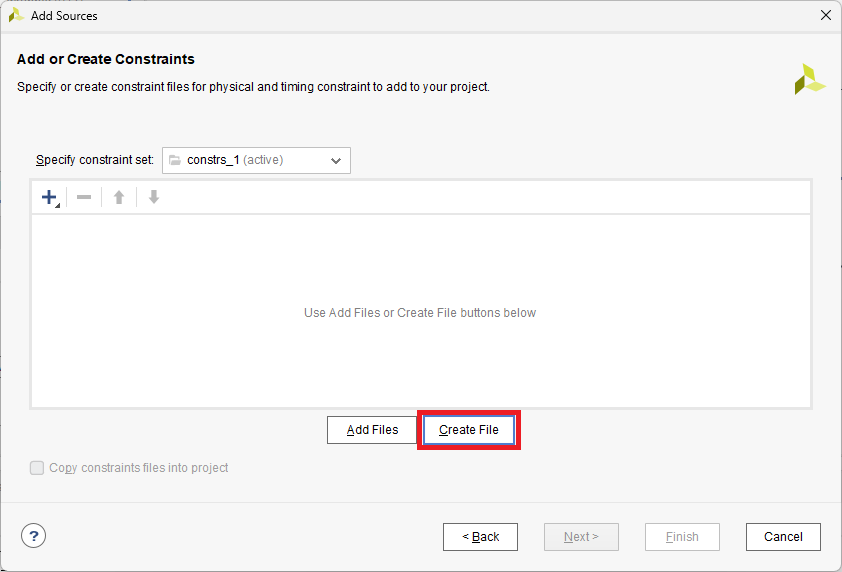 Add Sources
Add or Create Constraints
Specify or create constraint files for physical and timing constraint to add to your project.
Specify constraint set: constrs_1 (active)
Use Add Files or Create File buttons below
Add Files Create File
Copy constraints files into project
? < Back Next > Finish Cancel